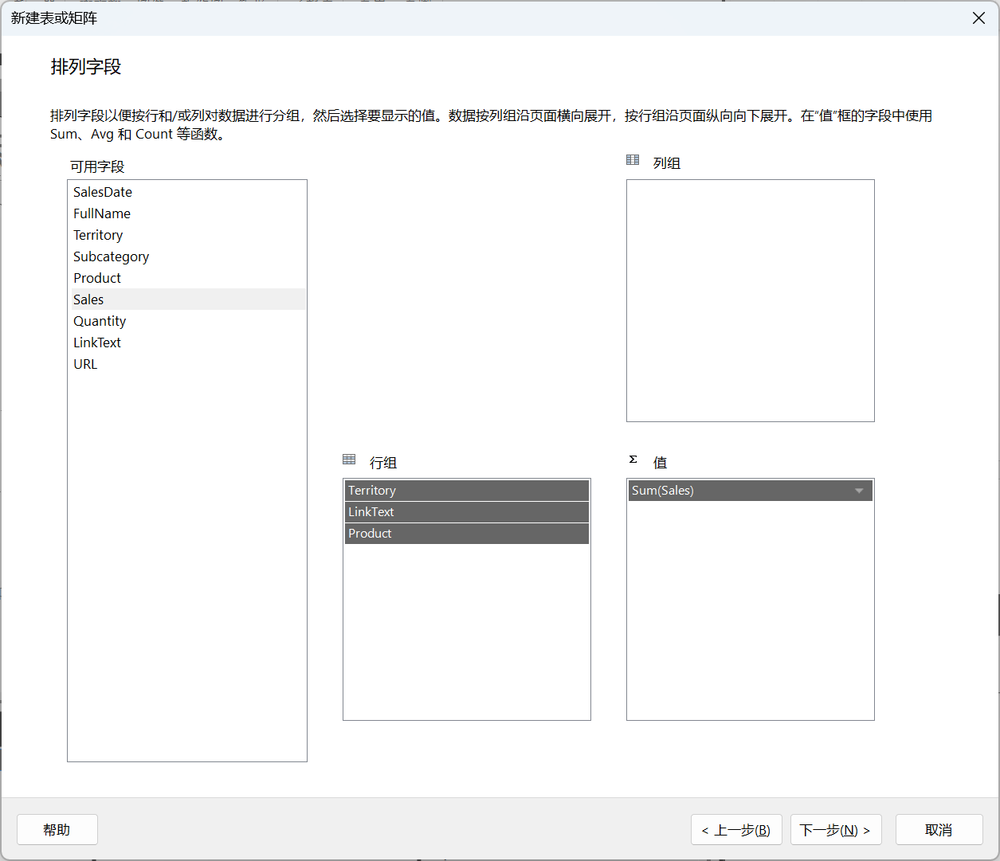 新建表或矩阵
排列字段
排列字段以便按行和/或列对数据进行分组，然后选择要显示的值。数据按列组沿页面横向展开，按行组沿页面纵向向下展开。在“值”框的字段中使用
Sum、Avg 和 Count 等函数。
可用字段
SalesDate
FullName
Territory
Subcategory
Product
Sales
Quantity
LinkText
URL
列组
行组
Territory
LinkText
Product
Σ 值
Sum(Sales)
帮助
< 上一步(B)
下一步(N) >
取消